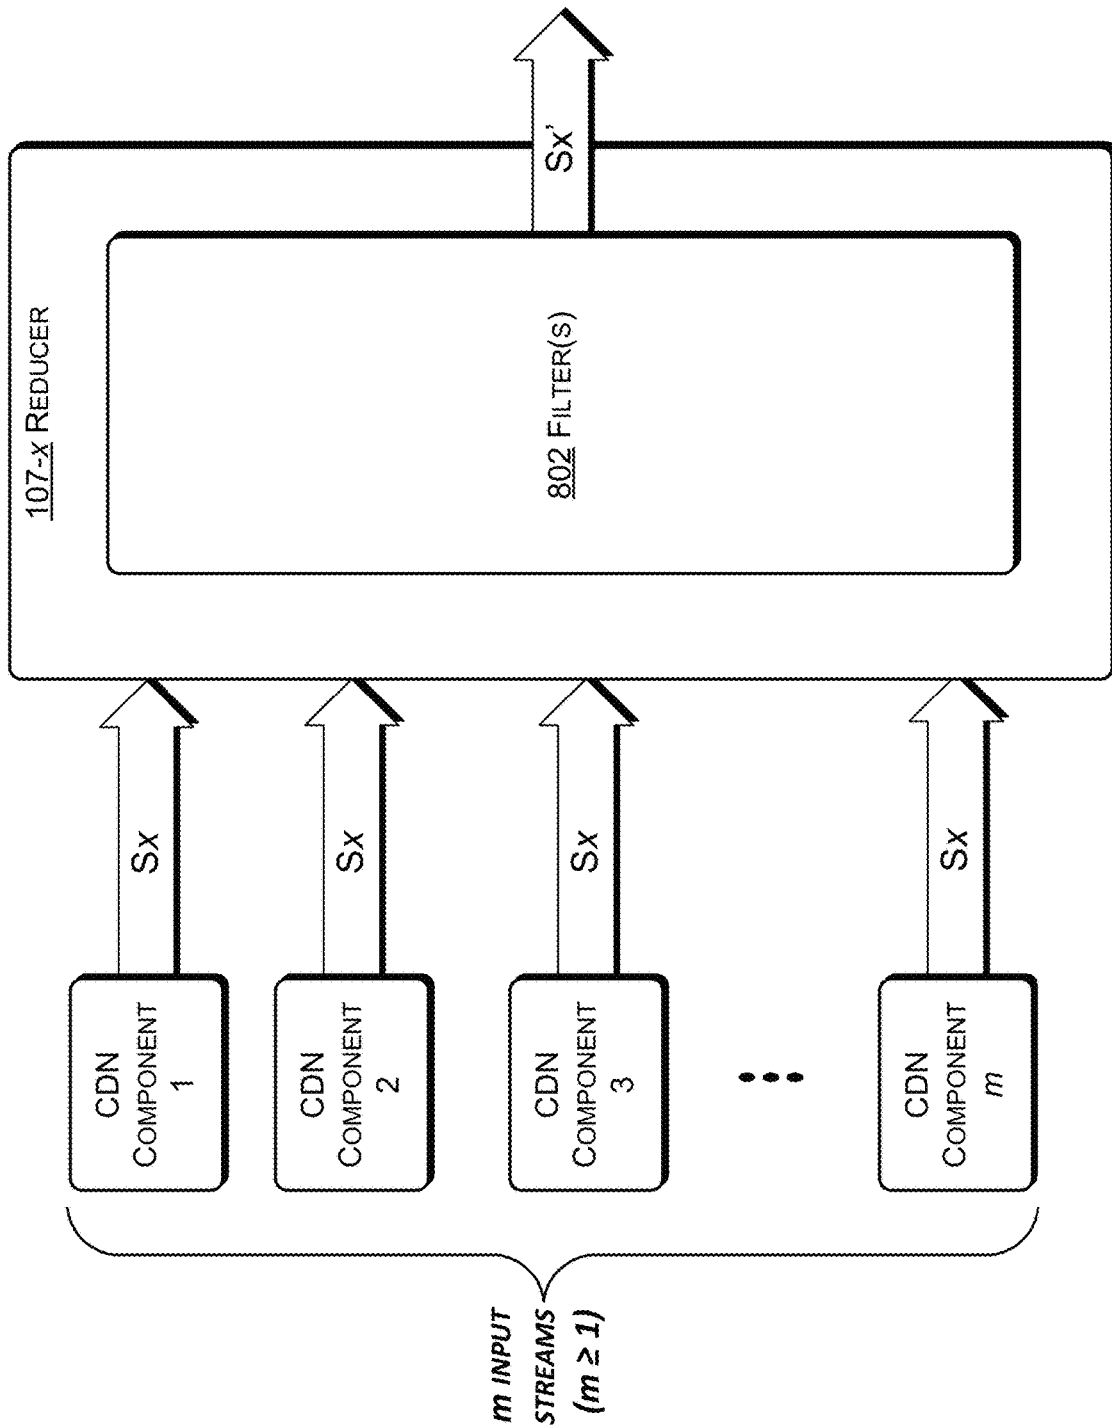 m INPUT
STREAMS
(m ≥ 1)
CDN
COMPONENT
1
CDN
COMPONENT
2
CDN
COMPONENT
3
CDN
COMPONENT
m
Sx
Sx
Sx
Sx
107-x REDUCER
802 FILTER(S)
Sx'